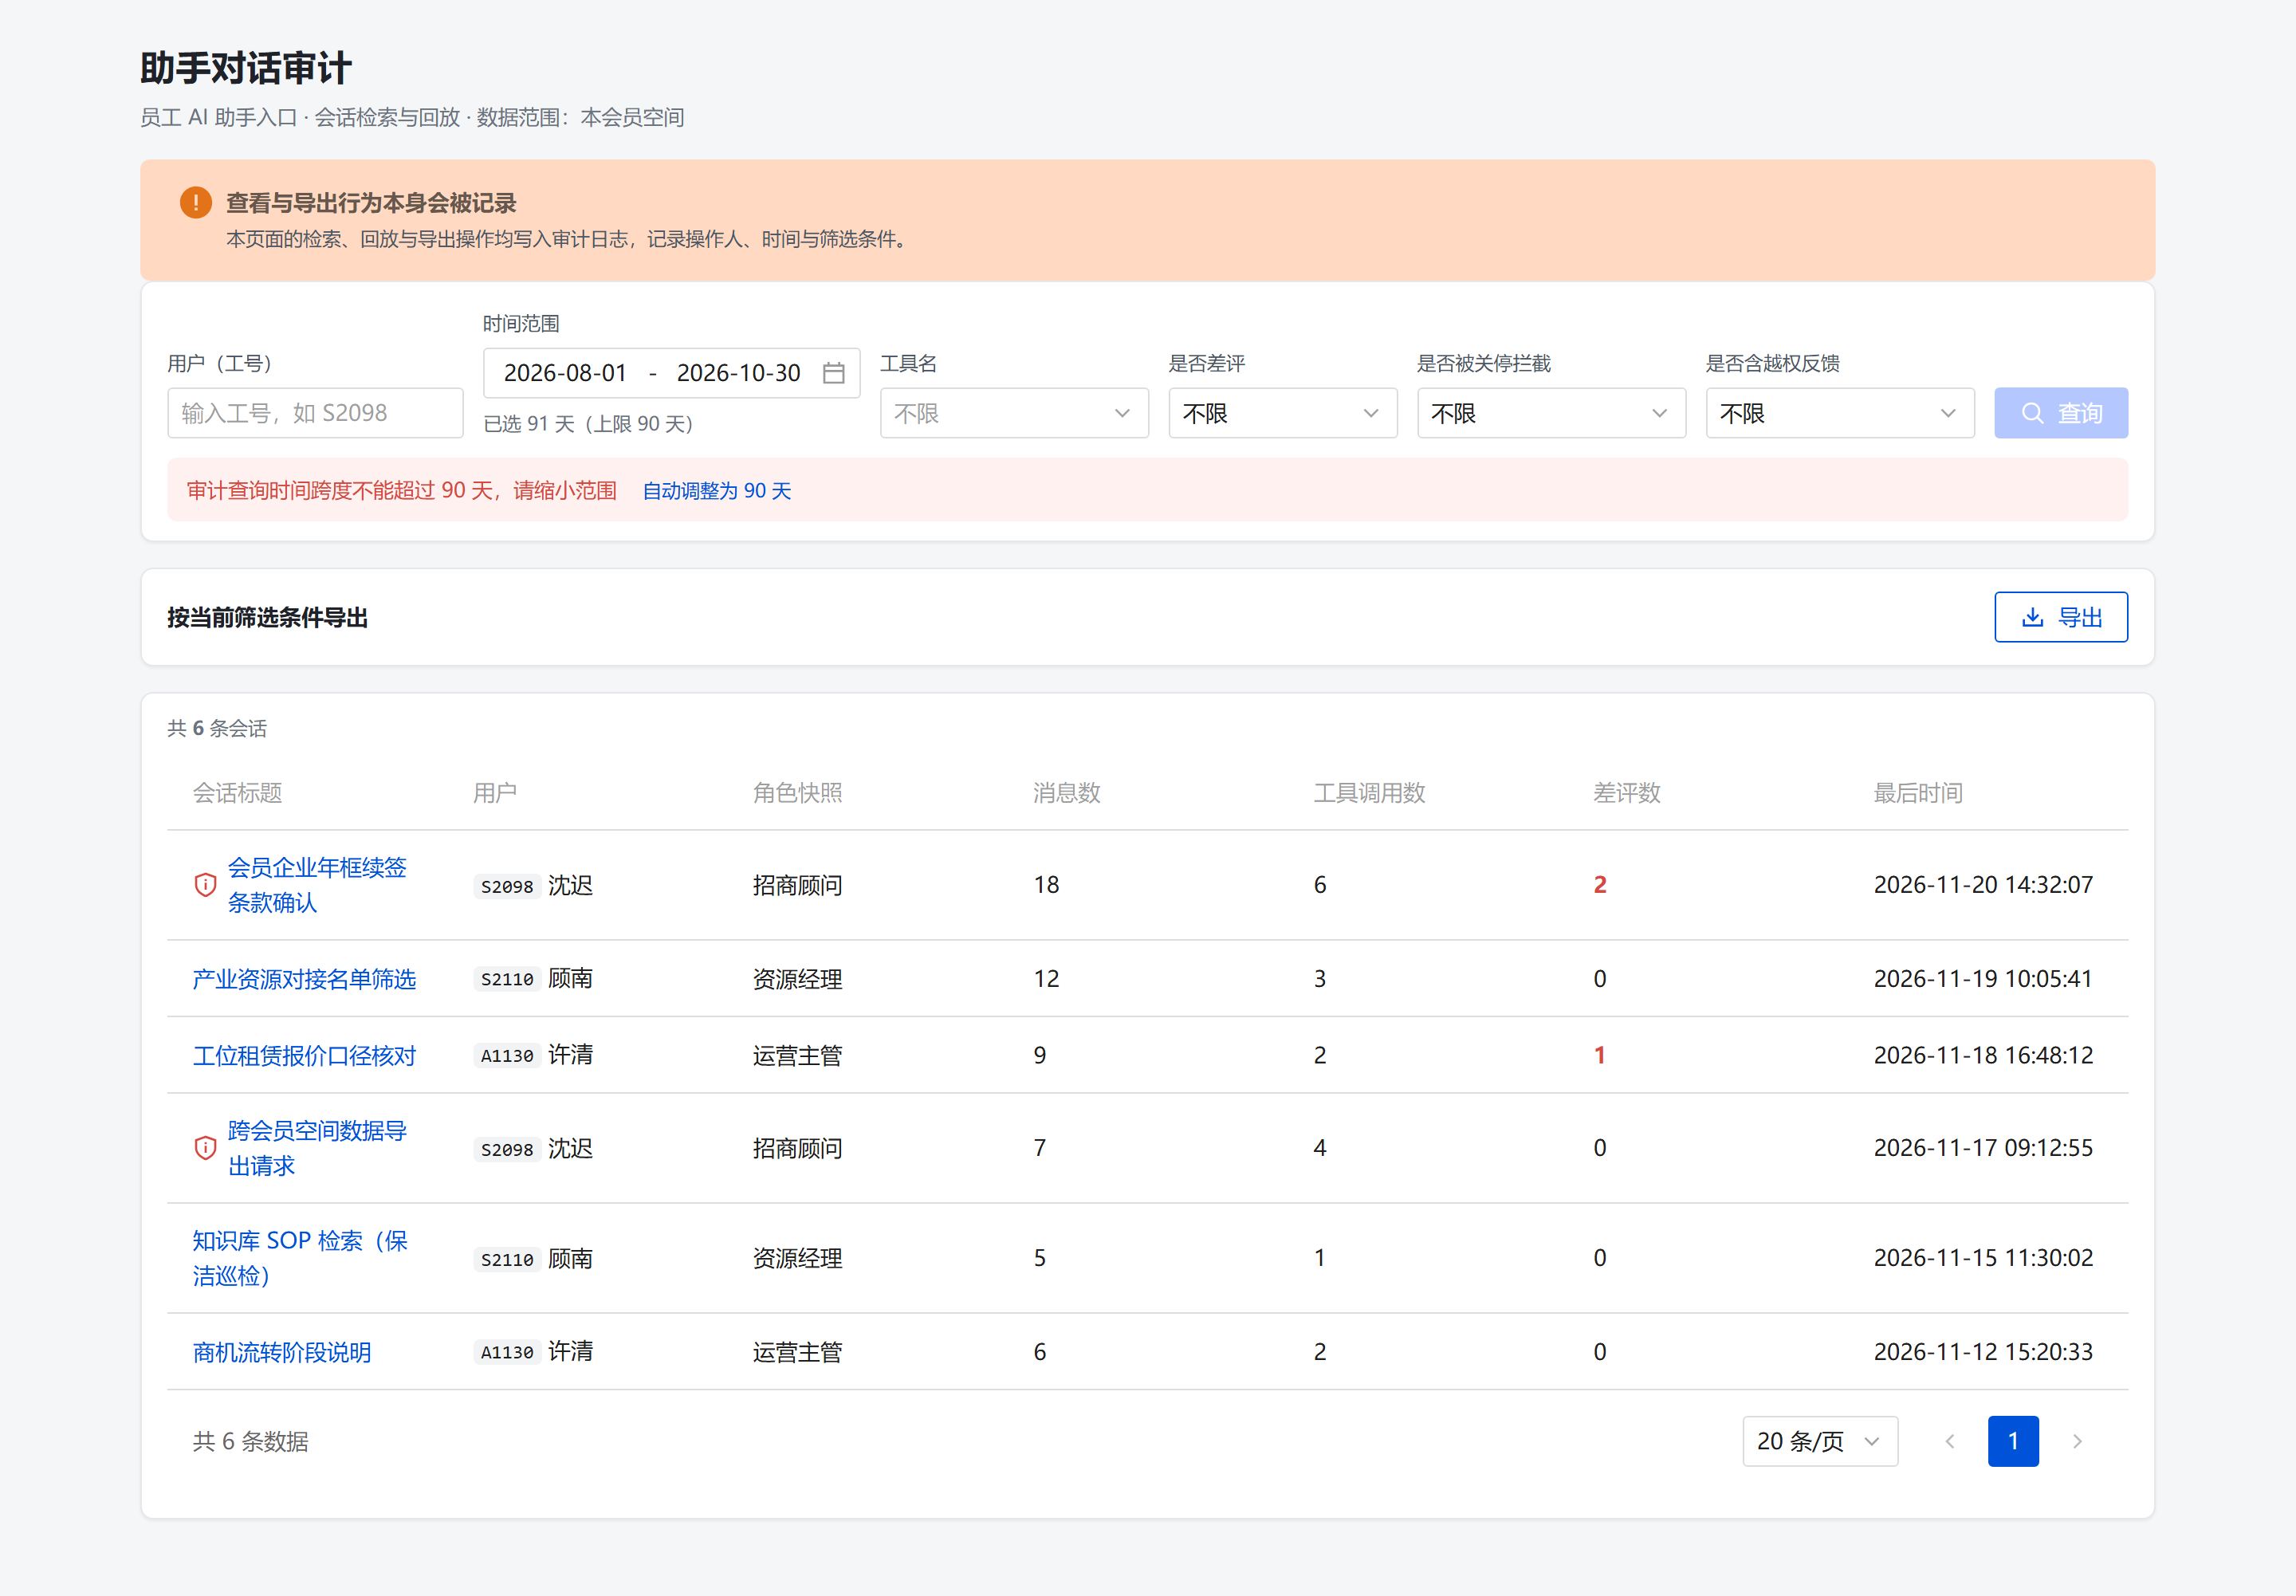 助手对话审计
员工 AI 助手入口 · 会话检索与回放 · 数据范围：本会员空间
查看与导出行为本身会被记录
本页面的检索、回放与导出操作均写入审计日志，记录操作人、时间与筛选条件。
用户（工号）
输入工号，如 S2098
时间范围
2026-08-01 - 2026-10-30
已选 91 天（上限 90 天）
工具名
不限
是否差评
不限
是否被关停拦截
不限
是否含越权反馈
不限
查询
审计查询时间跨度不能超过 90 天，请缩小范围 自动调整为 90 天
按当前筛选条件导出
导出
共 6 条会话
会话标题 用户 角色快照 消息数 工具调用数 差评数 最后时间
会员企业年框续签
条款确认
S2098 沈迟 招商顾问 18 6 2 2026-11-20 14:32:07
产业资源对接名单筛选 S2110 顾南 资源经理 12 3 0 2026-11-19 10:05:41
工位租赁报价口径核对 A1130 许清 运营主管 9 2 1 2026-11-18 16:48:12
跨会员空间数据导
出请求
S2098 沈迟 招商顾问 7 4 0 2026-11-17 09:12:55
知识库 SOP 检索（保
洁巡检）
S2110 顾南 资源经理 5 1 0 2026-11-15 11:30:02
商机流转阶段说明 A1130 许清 运营主管 6 2 0 2026-11-12 15:20:33
共 6 条数据
20 条/页
1